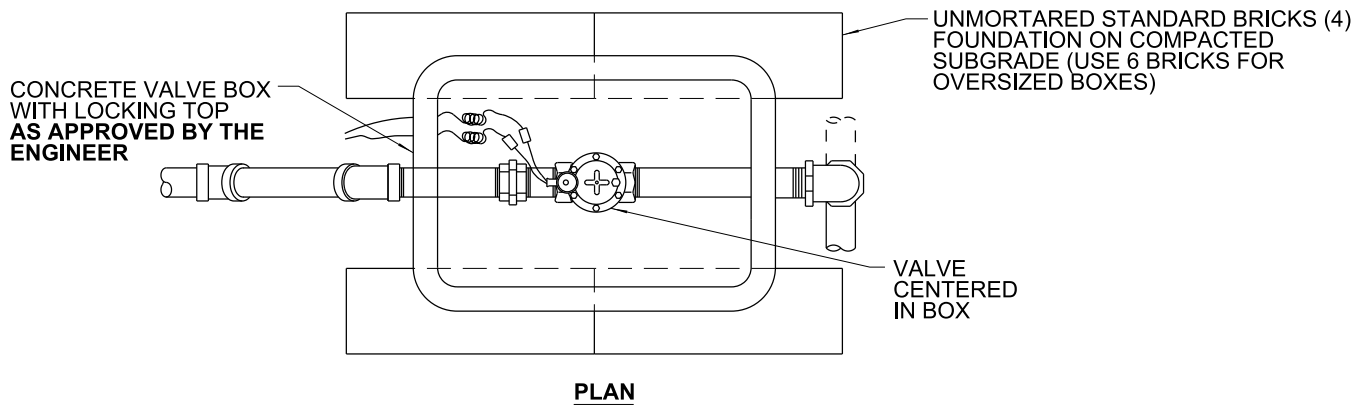 UNMORTARED STANDARD BRICKS (4)
FOUNDATION ON COMPACTED
SUBGRADE (USE 6 BRICKS FOR
OVERSIZED BOXES)
CONCRETE VALVE BOX
WITH LOCKING TOP
AS APPROVED BY THE
ENGINEER
VALVE
CENTERED
IN BOX
PLAN